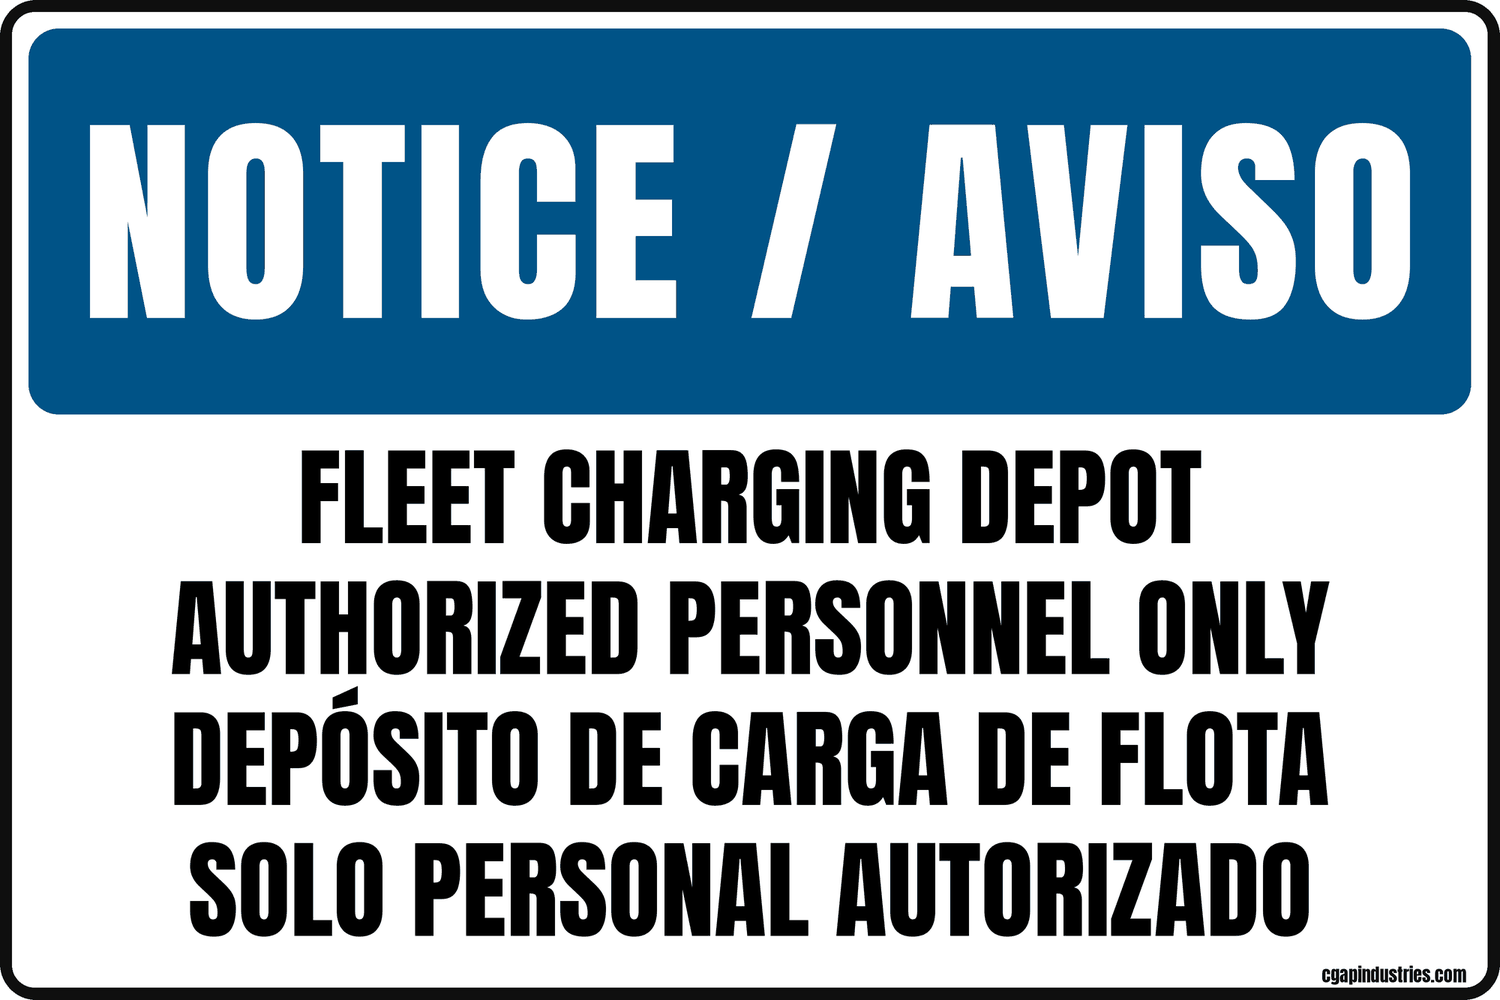 NOTICE / AVISO
FLEET CHARGING DEPOT
AUTHORIZED PERSONNEL ONLY
DEPÓSITO DE CARGA DE FLOTA
SOLO PERSONAL AUTORIZADO
cgapindustries.com